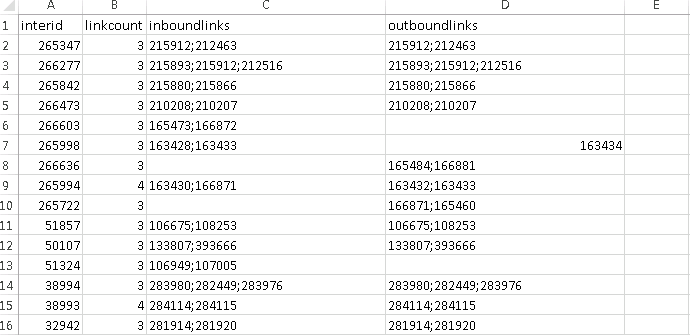 A B C D E
1 interid linkcount inboundlinks outboundlinks
2 265347 3 215912;212463 215912;212463
3 266277 3 215893;215912;212516 215893;215912;212516
4 265842 3 215880;215866 215880;215866
5 266473 3 210208;210207 210208;210207
6 266603 3 165473;166872
7 265998 3 163428;163433 163434
8 266636 3 165484;166881
9 265994 4 163430;166871 163432;163433
10 265722 3 166871;165460
11 51857 3 106675;108253 106675;108253
12 50107 3 133807;393666 133807;393666
13 51324 3 106949;107005
14 38994 3 283980;282449;283976 283980;282449;283976
15 38993 4 284114;284115 284114;284115
16 32942 3 281914;281920 281914;281920